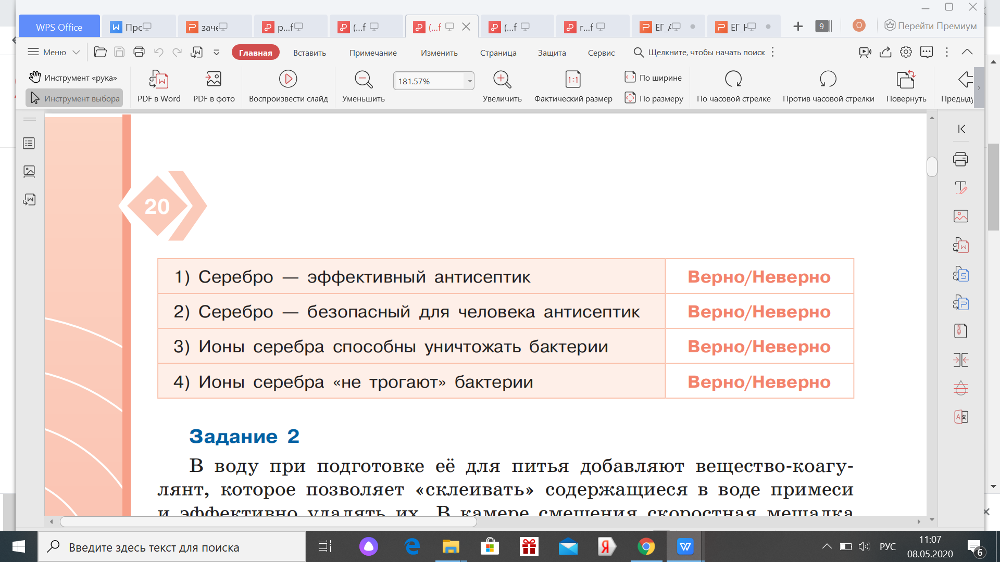 WPS Office
Прс
заче
р...f
(...f
(...f
(...f
г...f
ЕГ_А
ЕГ_Н
9
О
Перейти Премиум
Меню
Главная
Вставить
Примечание
Изменить
Страница
Защита
Сервис
Щелкните, чтобы начать поиск
Инструмент «рука»
Инструмент выбора
PDF в Word
PDF в фото
Воспроизвести слайд
Уменьшить
181.57%
Увеличить
1:1
Фактический размер
По ширине
По размеру
По часовой стрелке
Против часовой стрелки
Повернуть
Предыду
20
1) Серебро — эффективный антисептик Верно/Неверно
2) Серебро — безопасный для человека антисептик Верно/Неверно
3) Ионы серебра способны уничтожать бактерии Верно/Неверно
4) Ионы серебра «не трогают» бактерии Верно/Неверно
Задание 2
В воду при подготовке её для питья добавляют вещество-коагу-
лянт, которое позволяет «склеивать» содержащиеся в воде примеси
и эффективно удалять их. В камере смешения скоростная мешалка
Введите здесь текст для поиска
РУС
11:07
08.05.2020
6